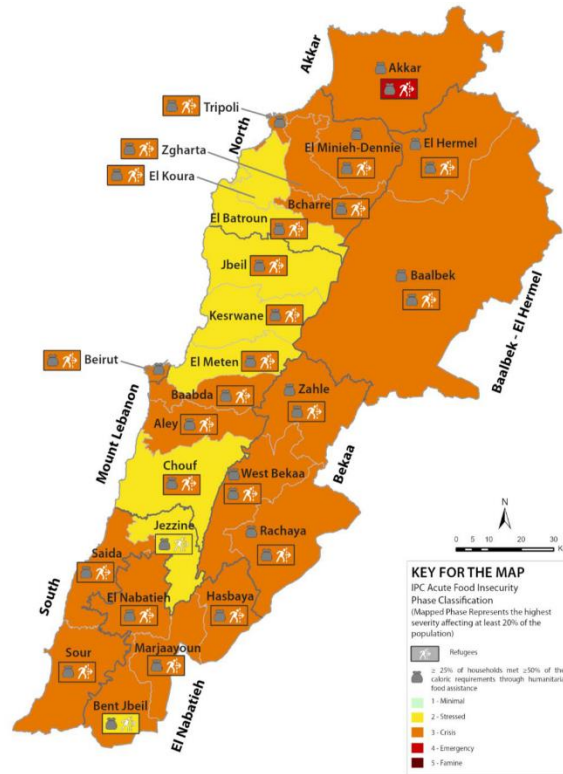 Akkar
Akkar
Tripoli
North
El Minieh-Dennie
El Hermel
Zgharta
El Koura
Bcharre
El Batroun
Jbeil
Baalbek
Baalbek - El Hermel
Kesrwane
El Meten
Beirut
Baabda
Zahle
Mount Lebanon
Aley
Bekaa
Chouf
West Bekaa
Jezzine
Rachaya
N
Saida
0 5 10 20 30
South
El Nabatieh
Hasbaya
Sour
Marjaayoun
Bent Jbeil
El Nabatieh
KEY FOR THE MAP
IPC Acute Food Insecurity
Phase Classification
(Mapped Phase Represents the highest
severity affecting at least 20% of the
population)
Refugees
≥ 25% of households met ≥50% of the
caloric requirements through humanitar
food assistance
1 - Minimal
2 - Stressed
3 - Crisis
4 - Emergency
5 - Famine